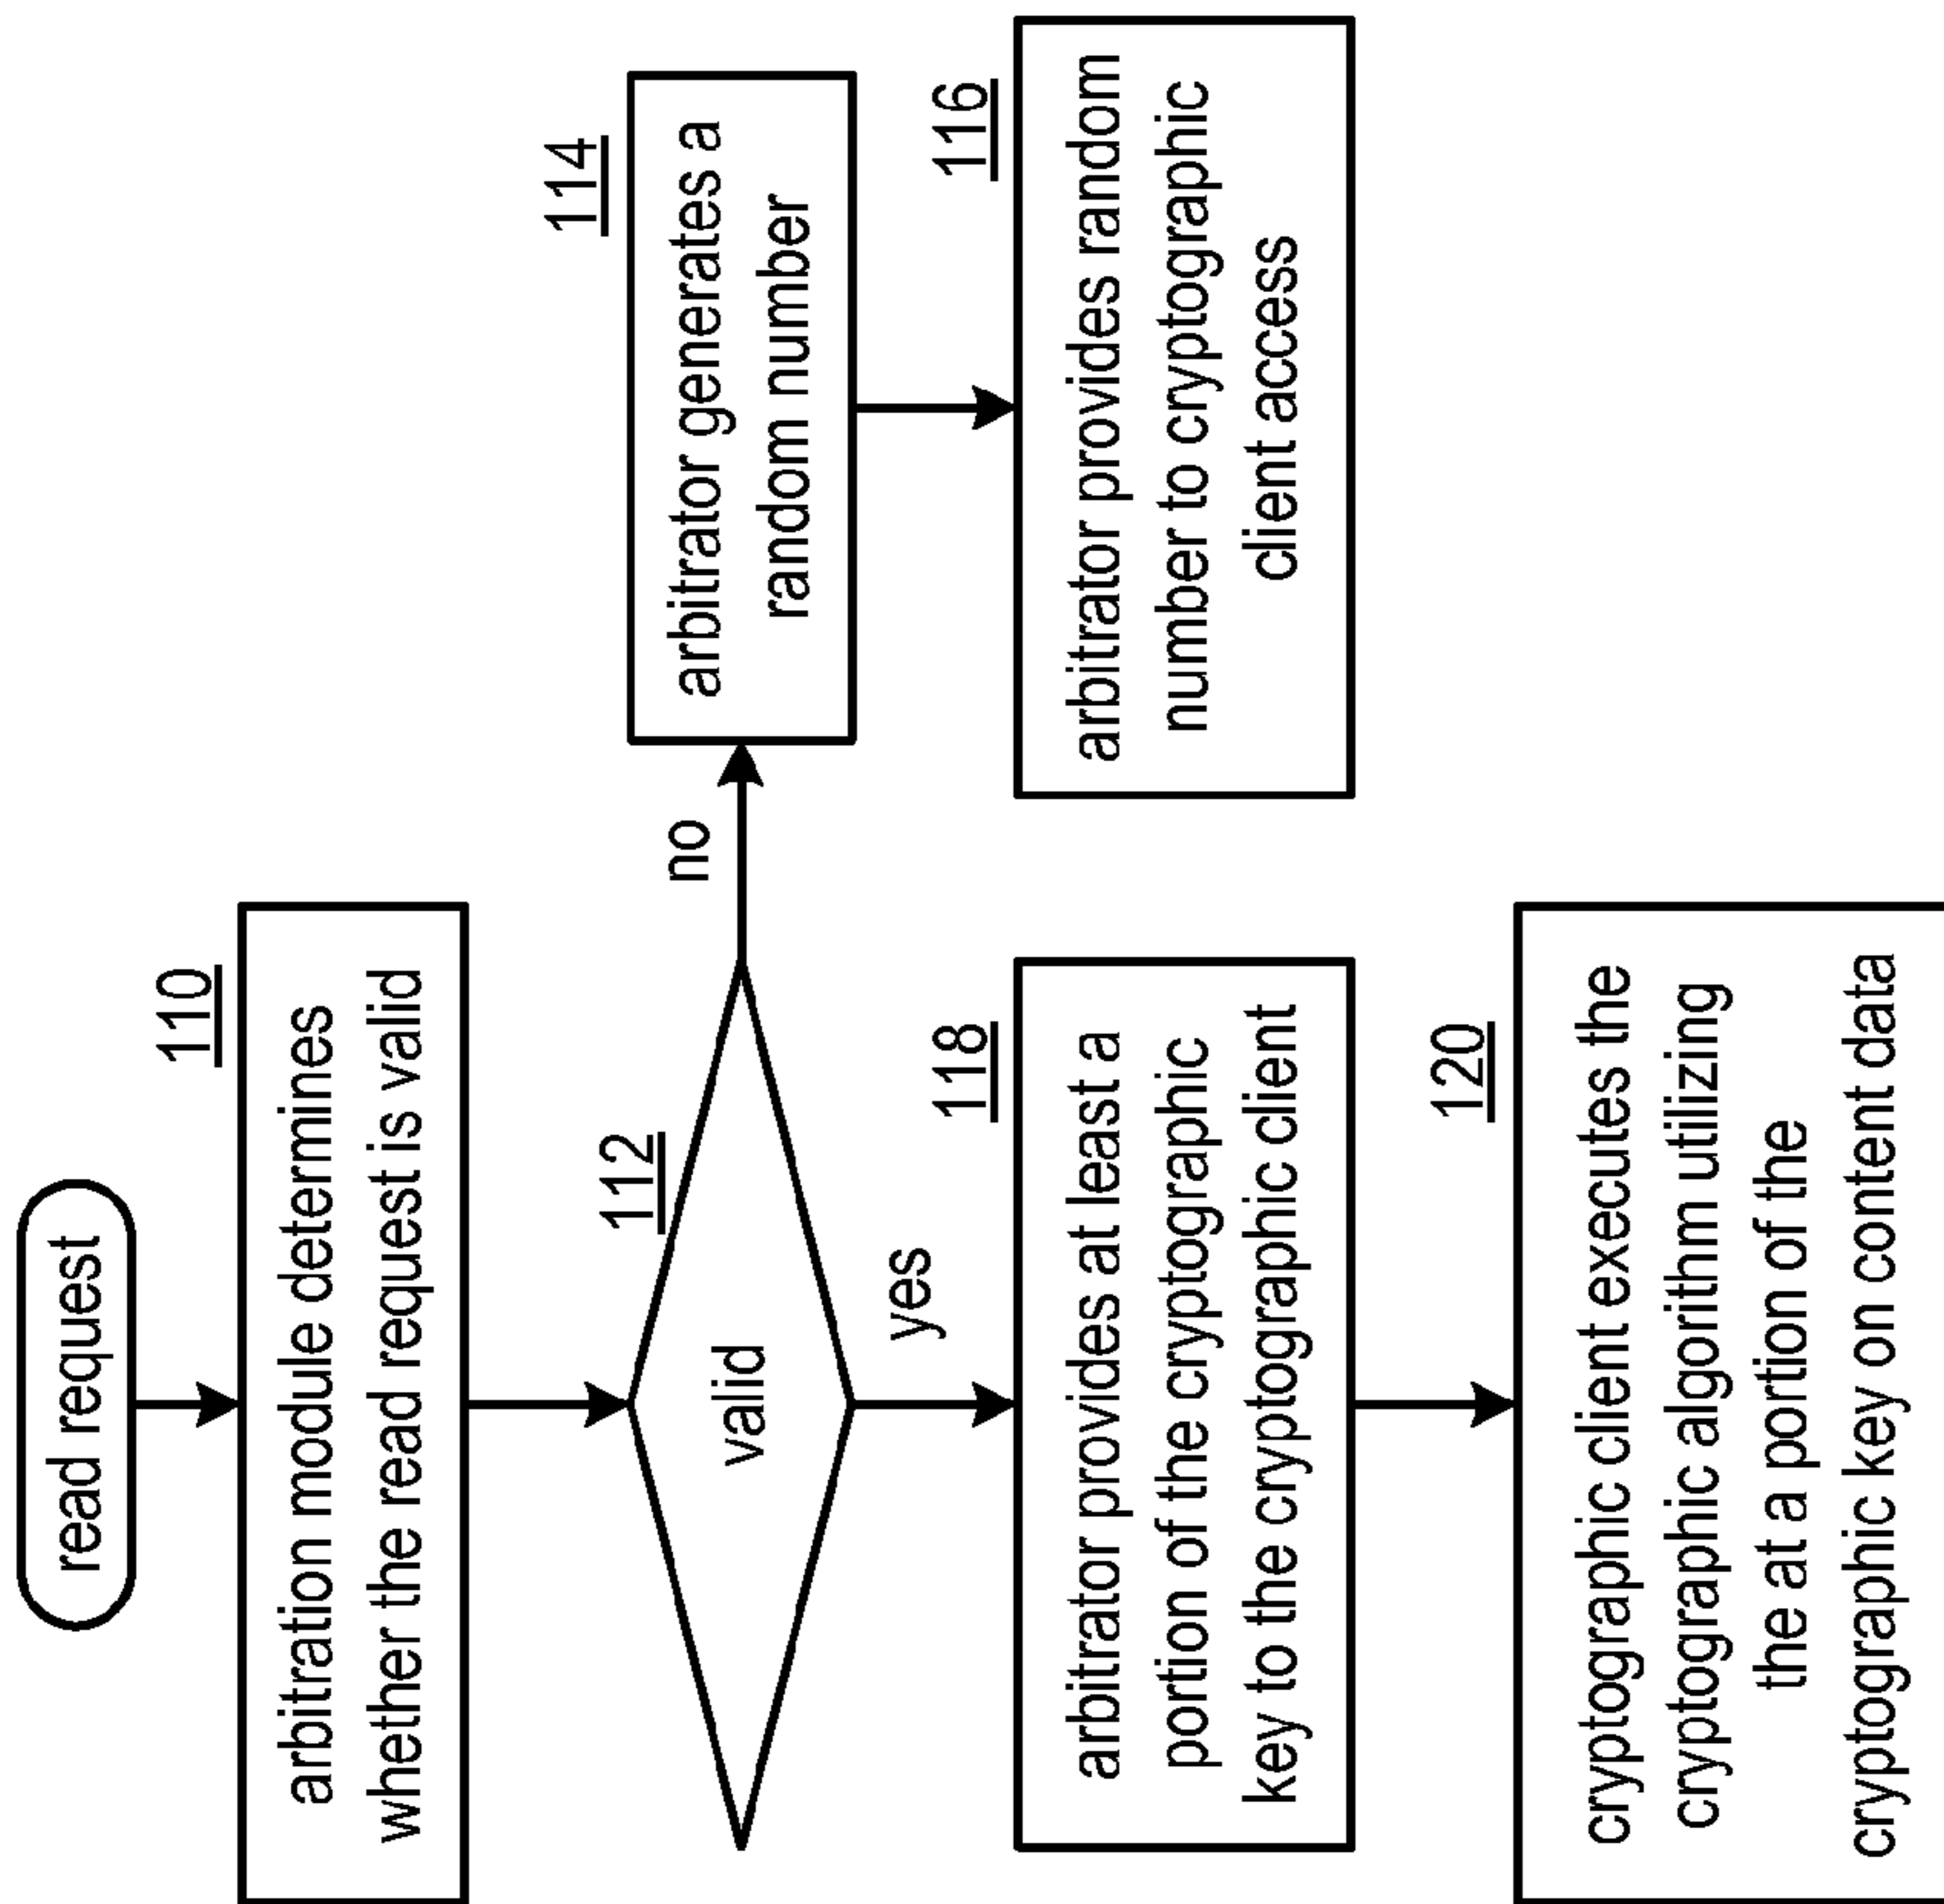 read request
110
arbitration module determines
whether the read request is valid
112
valid
no
114
arbitrator generates a
random number
116
arbitrator provides random
number to cryptographic
client access
yes
118
arbitrator provides at least a
portion of the cryptographic
key to the cryptographic client
120
cryptographic client executes the
cryptographic algorithm utilizing
the at a portion of the
cryptographic key on content data